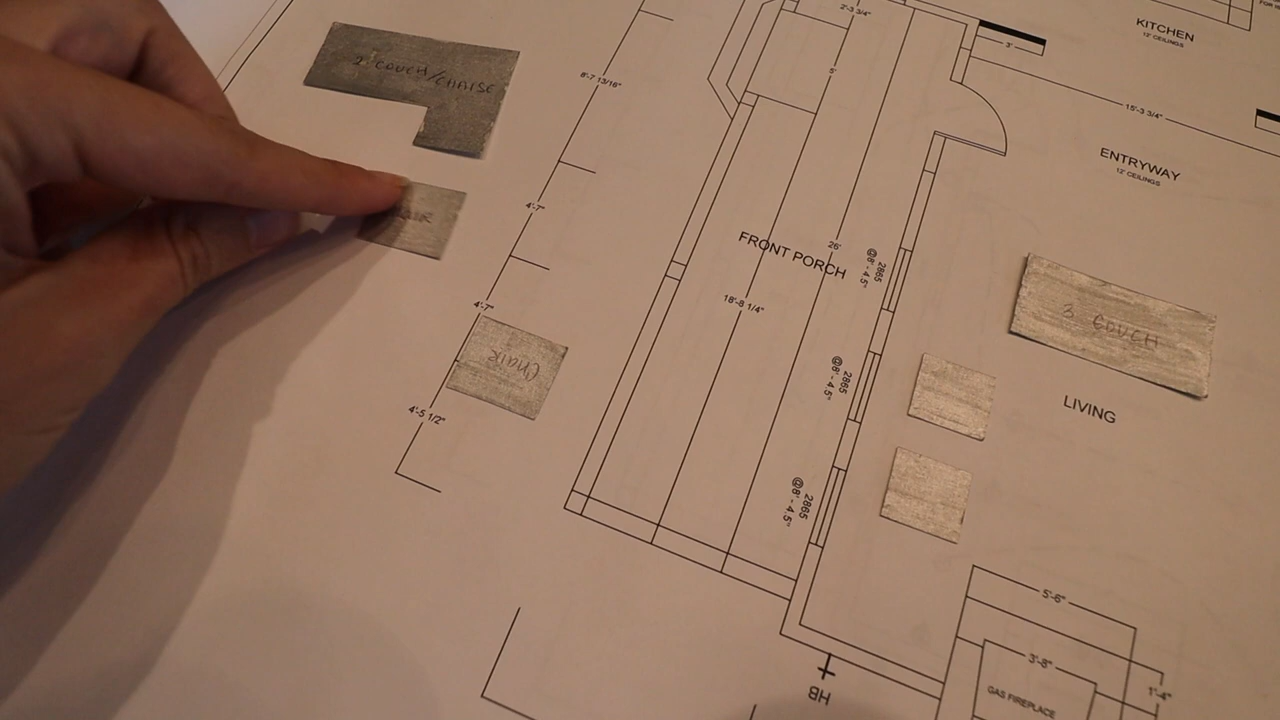 2'-3 3/4"
KITCHEN
12' CEILINGS
3'
5'
8'-7 13/16"
2 COUCH/CHAISE
15'-3 3/4"
ENTRYWAY
12' CEILINGS
4'-7"
FRONT PORCH
26'
2865
@8'-4.5"
18'-8 1/4"
4'-7"
CHAIR
3 COUCH
2865
@8'-4.5"
LIVING
4'-5 1/2"
2865
@8'-4.5"
5'-6"
3'-8"
GAS FIREPLACE
1'-4"
HB